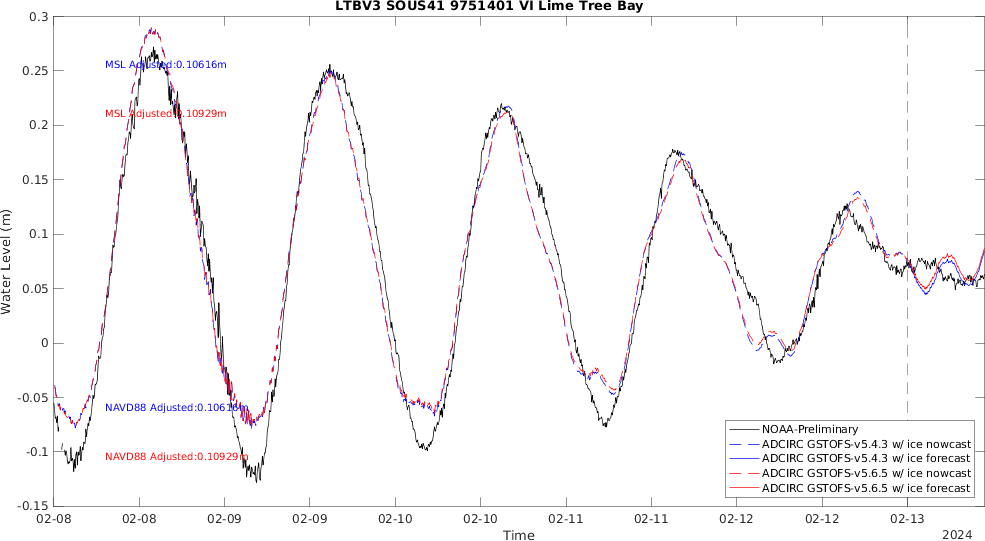 LTBV3 SOUS41 9751401 VI Lime Tree Bay
0.3
0.25
0.2
0.15
0.1
0.05
0
-0.05
-0.1
-0.15
Water Level (m)
MSL Adjusted:0.10616m
MSL Adjusted:0.10929m
NAVD88 Adjusted:0.10616m
NAVD88 Adjusted:0.10929m
NOAA-Preliminary
ADCIRC GSTOFS-v5.4.3 w/ ice nowcast
ADCIRC GSTOFS-v5.4.3 w/ ice forecast
ADCIRC GSTOFS-v5.6.5 w/ ice nowcast
ADCIRC GSTOFS-v5.6.5 w/ ice forecast
02-08 02-08 02-09 02-09 02-10 02-10 02-11 02-11 02-12 02-12 02-13
Time
2024